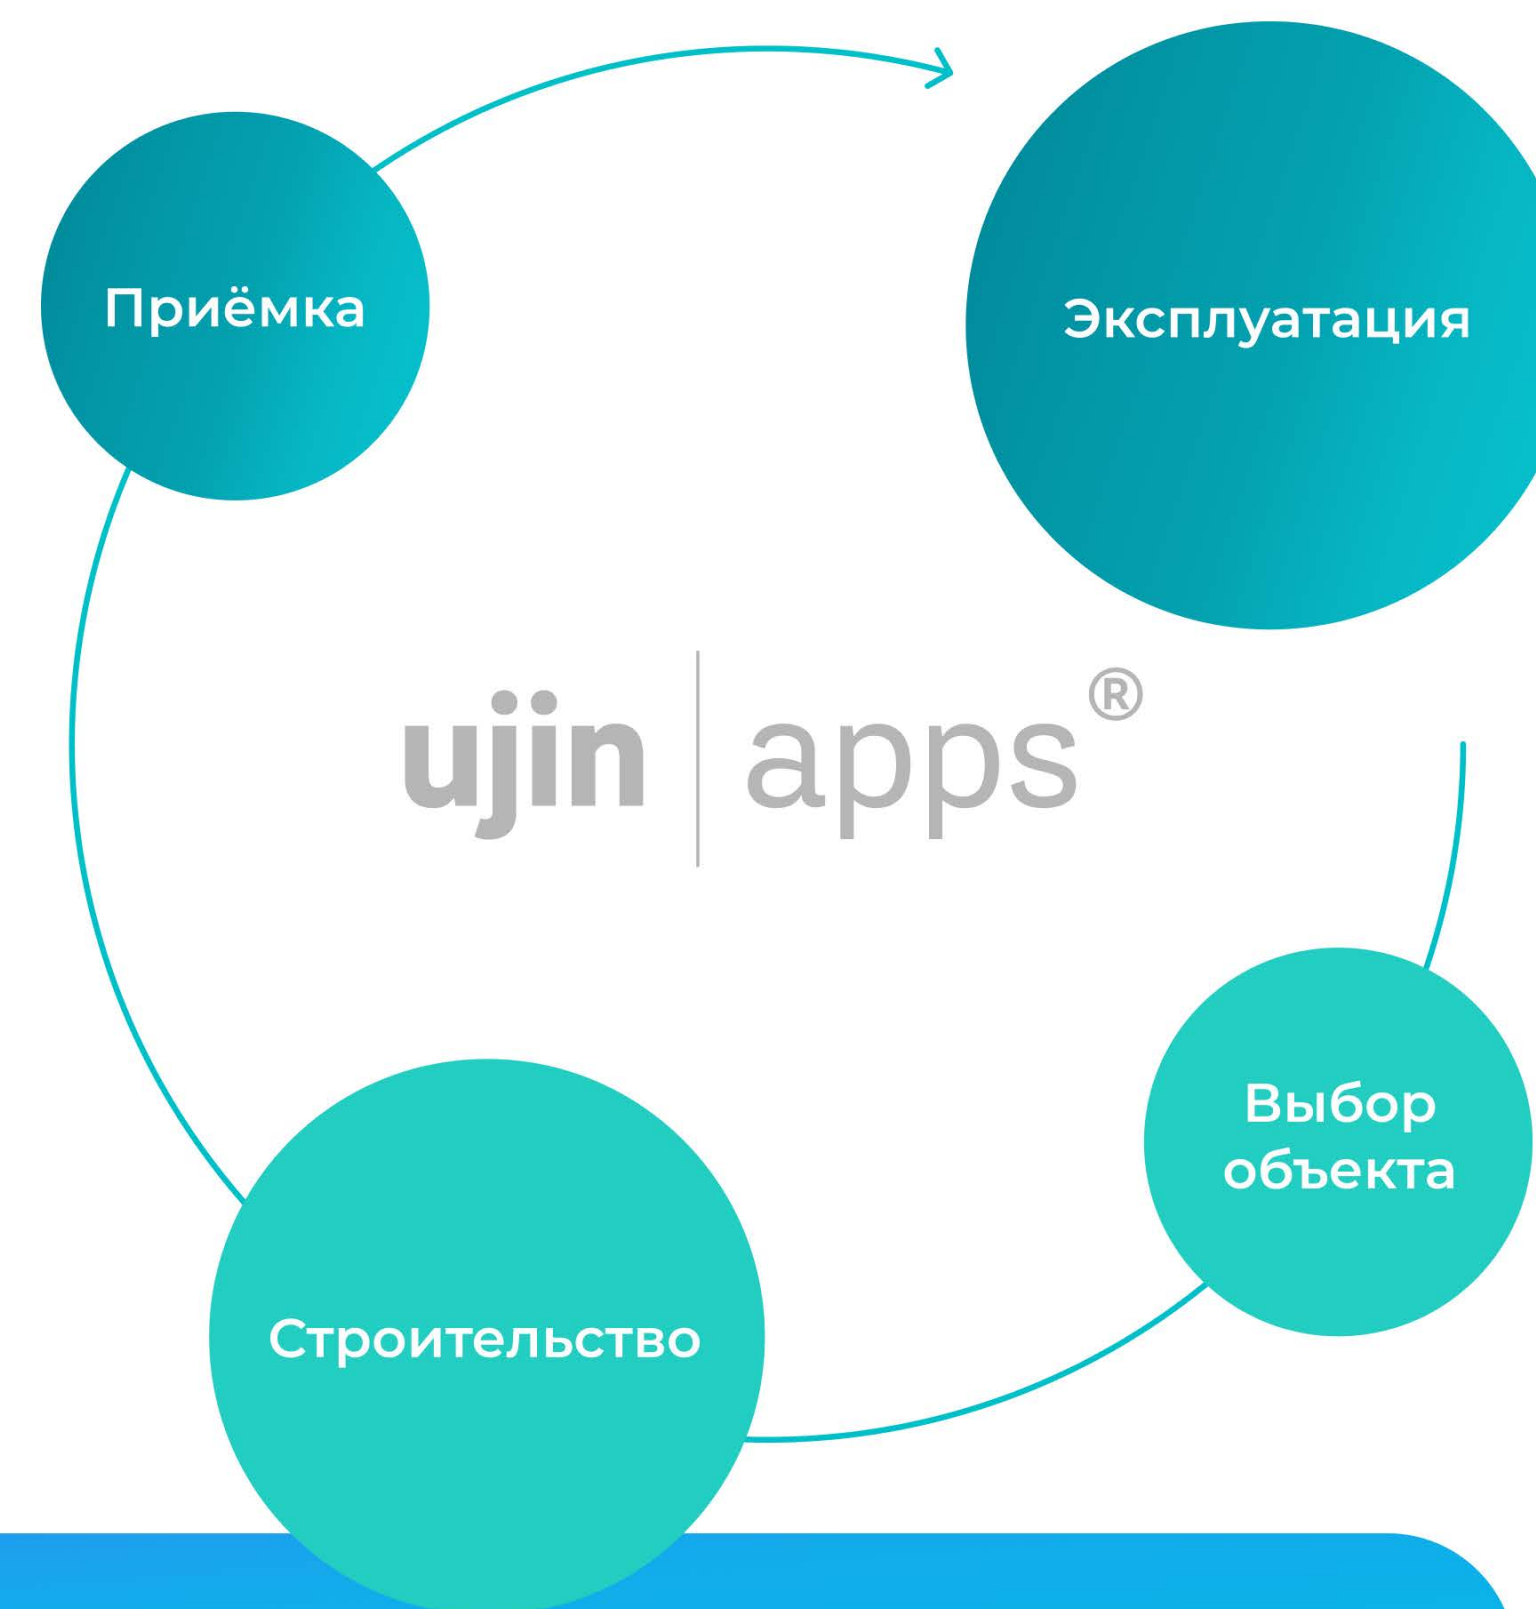 Приёмка
Эксплуатация
ujin | apps®
Выбор
объекта
Строительство